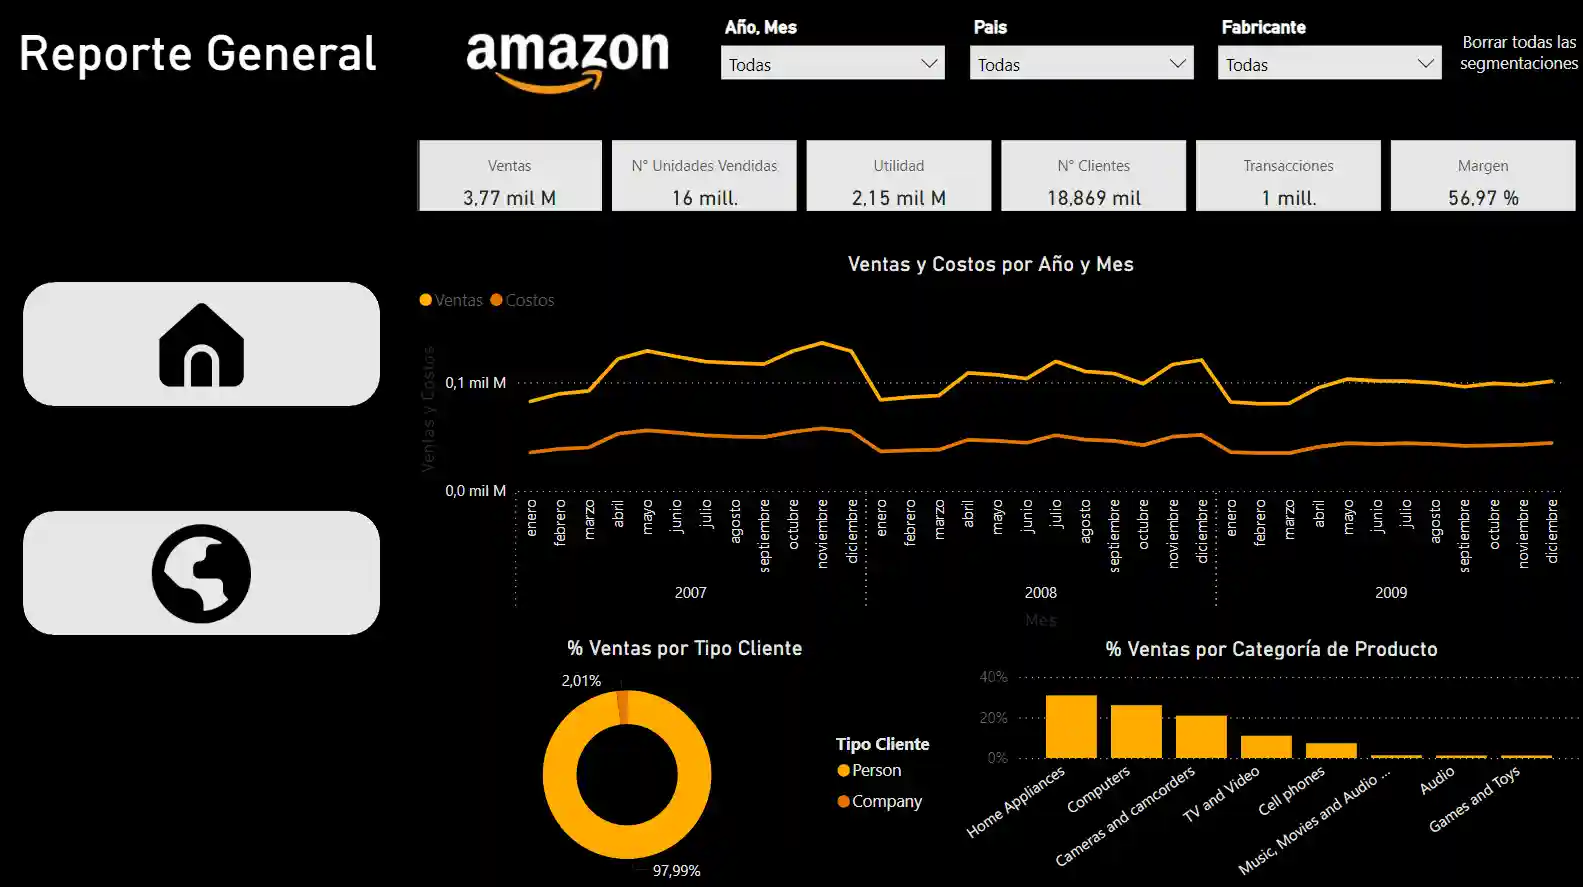 Reporte General
amazon
Año, Mes
Todas
Pais
Todas
Fabricante
Todas
Borrar todas las
segmentaciones
Ventas
3,77 mil M
N° Unidades Vendidas
16 mill.
Utilidad
2,15 mil M
N° Clientes
18,869 mil
Transacciones
1 mill.
Margen
56,97 %
Ventas y Costos por Año y Mes
Ventas
Costos
Ventas y Costos
0,1 mil M
0,0 mil M
enero
febrero
marzo
abril
mayo
junio
julio
agosto
septiembre
octubre
noviembre
diciembre
enero
febrero
marzo
abril
mayo
junio
julio
agosto
septiembre
octubre
noviembre
diciembre
enero
febrero
marzo
abril
mayo
junio
julio
agosto
septiembre
octubre
noviembre
diciembre
2007
2008
2009
Mes
% Ventas por Tipo Cliente
2,01%
97,99%
Tipo Cliente
Person
Company
% Ventas por Categoría de Producto
40%
20%
0%
Home Appliances
Computers
Cameras and camcorders
TV and Video
Cell phones
Music, Movies and Audio ...
Audio
Games and Toys